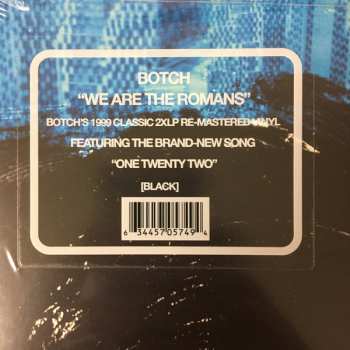 BOTCH
“WE ARE THE ROMANS”
BOTCH'S 1999 CLASSIC 2XLP RE-MASTERED VINYL
FEATURING THE BRAND-NEW SONG
“ONE TWENTY TWO”
[BLACK]
6 34457 05749 4